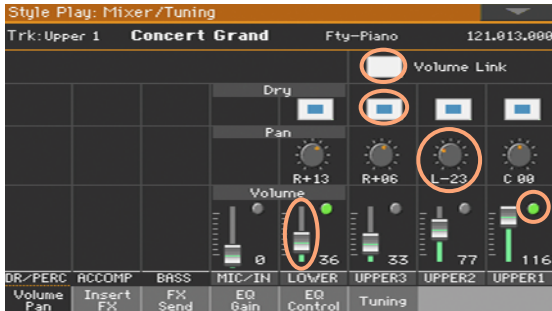 Style Play: Mixer/Tuning
Trk:Upper 1 Concert Grand Fty-Piano 121.013.000
Volume Link
Dry
Pan
R+13 R+06 L-23 C 00
Volume
0 36 33 77 116
DR/PERC ACCOMP BASS MIC/IN LOWER UPPER3 UPPER2 UPPER1
Volume Pan Insert FX FX Send EQ Gain EQ Control Tuning